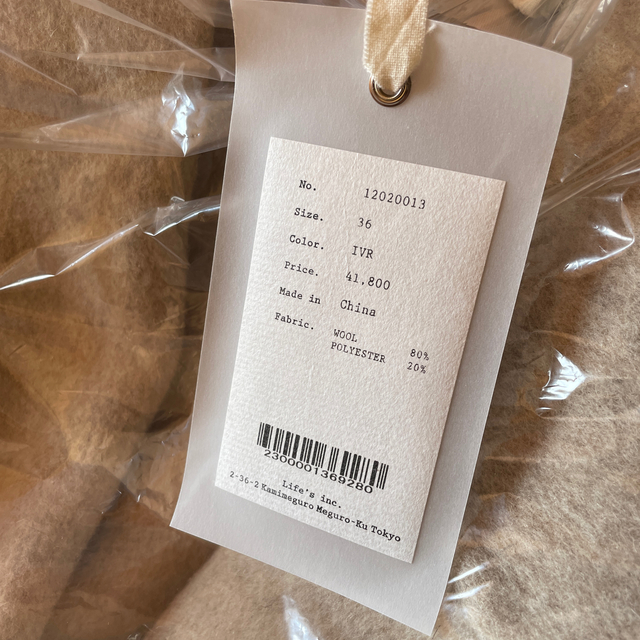 No. 12020013
Size. 36
Color. IVR
Price. 41,800
Made in China
Fabric. WOOL 80%
POLYESTER 20%
2300001369280
Life's inc.
2-36-2 Kamimeguro Meguro-Ku Tokyo